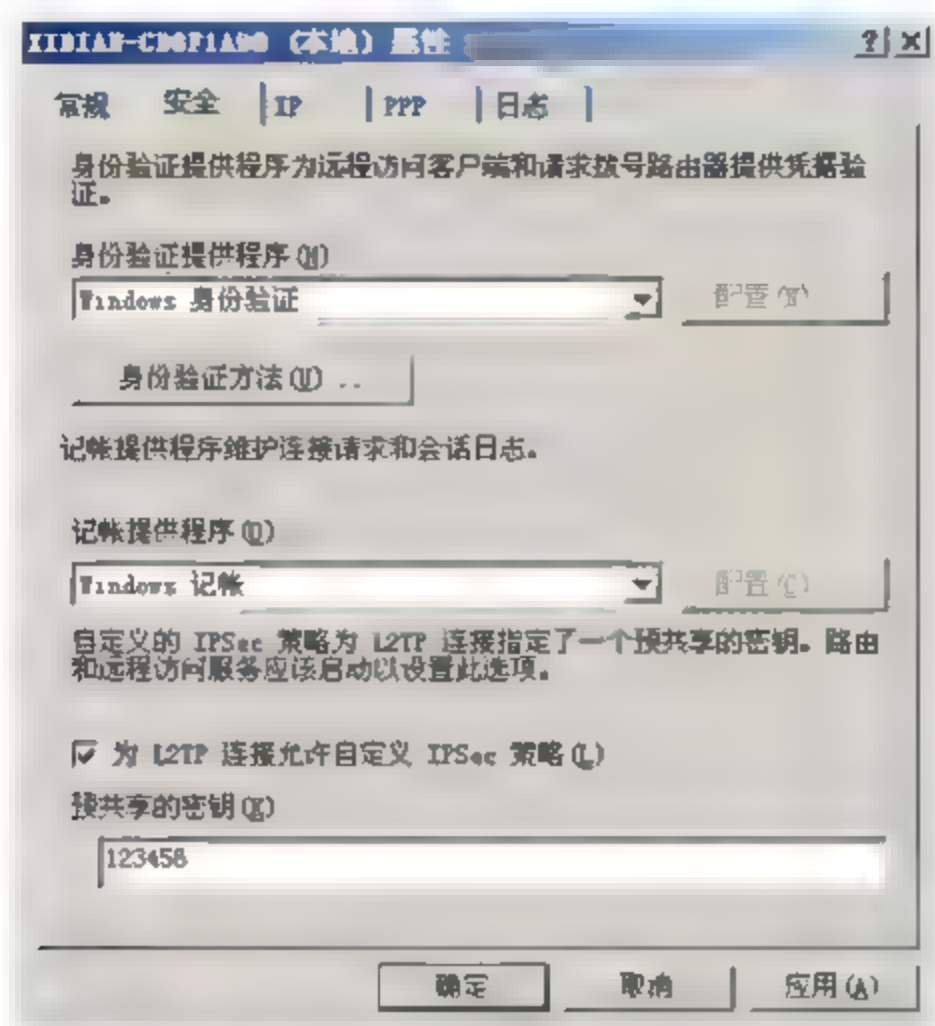 (本地) 属性
常规 安全 IP PPP 日志
身份验证提供程序为远程访问客户端和请求拨号路由器提供凭据验
证。
身份验证提供程序(H)
Windows 身份验证
配置(N)
身份验证方法(U)..
记帐提供程序维护连接请求和会话日志。
记帐提供程序
Windows 记帐
配置(C)
自定义的 IPSec 策略为 L2TP 连接指定了一个预共享的密钥。路由
和远程访问服务应该启动以设置此选项。
为 L2TP 连接允许自定义 IPSec 策略(L)
预共享的密钥(K)
123458
确定 取消 应用(A)